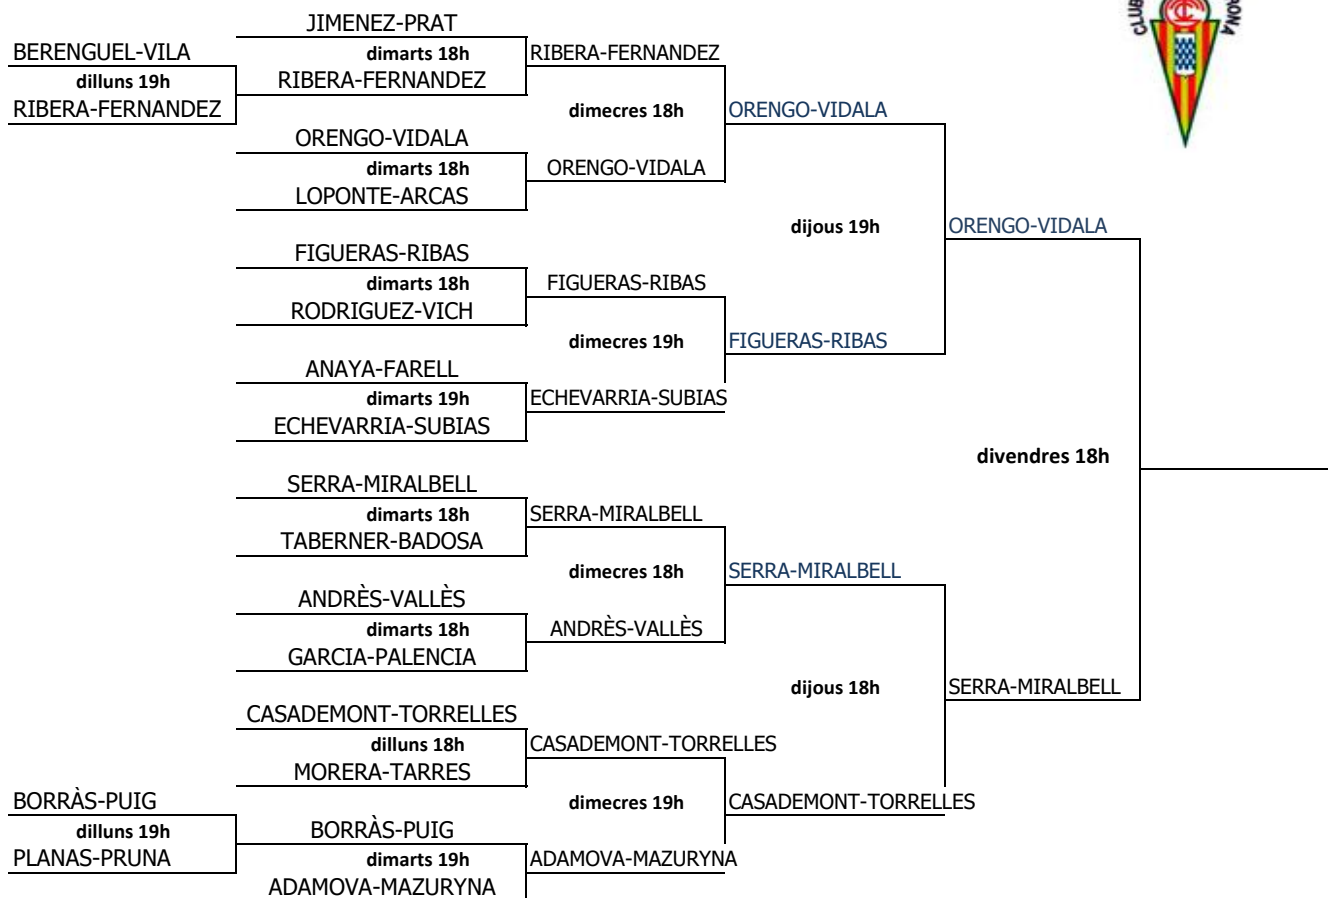 CLUB
JIMENEZ-PRAT
BERENGUEL-VILA
dimarts 18h
RIBERA-FERNANDEZ
dilluns 19h
RIBERA-FERNANDEZ
RIBERA-FERNANDEZ
dimecres 18h
ORENGO-VIDALA
ORENGO-VIDALA
dimarts 18h
ORENGO-VIDALA
LOPONTE-ARCAS
dijous 19h
ORENGO-VIDALA
FIGUERAS-RIBAS
dimarts 18h
FIGUERAS-RIBAS
RODRIGUEZ-VICH
dimecres 19h
FIGUERAS-RIBAS
ANAYA-FARELL
dimarts 19h
ECHEVARRIA-SUBIAS
ECHEVARRIA-SUBIAS
divendres 18h
SERRA-MIRALBELL
dimarts 18h
SERRA-MIRALBELL
TABERNER-BADOSA
dimecres 18h
SERRA-MIRALBELL
ANDRÈS-VALLÈS
dimarts 18h
ANDRÈS-VALLÈS
GARCIA-PALENCIA
dijous 18h
SERRA-MIRALBELL
CASADEMONT-TORRELLES
dilluns 18h
CASADEMONT-TORRELLES
MORERA-TARRES
BORRÀS-PUIG
dimecres 19h
CASADEMONT-TORRELLES
dilluns 19h
BORRÀS-PUIG
PLANAS-PRUNA
dimarts 19h
ADAMOVA-MAZURYNA
ADAMOVA-MAZURYNA